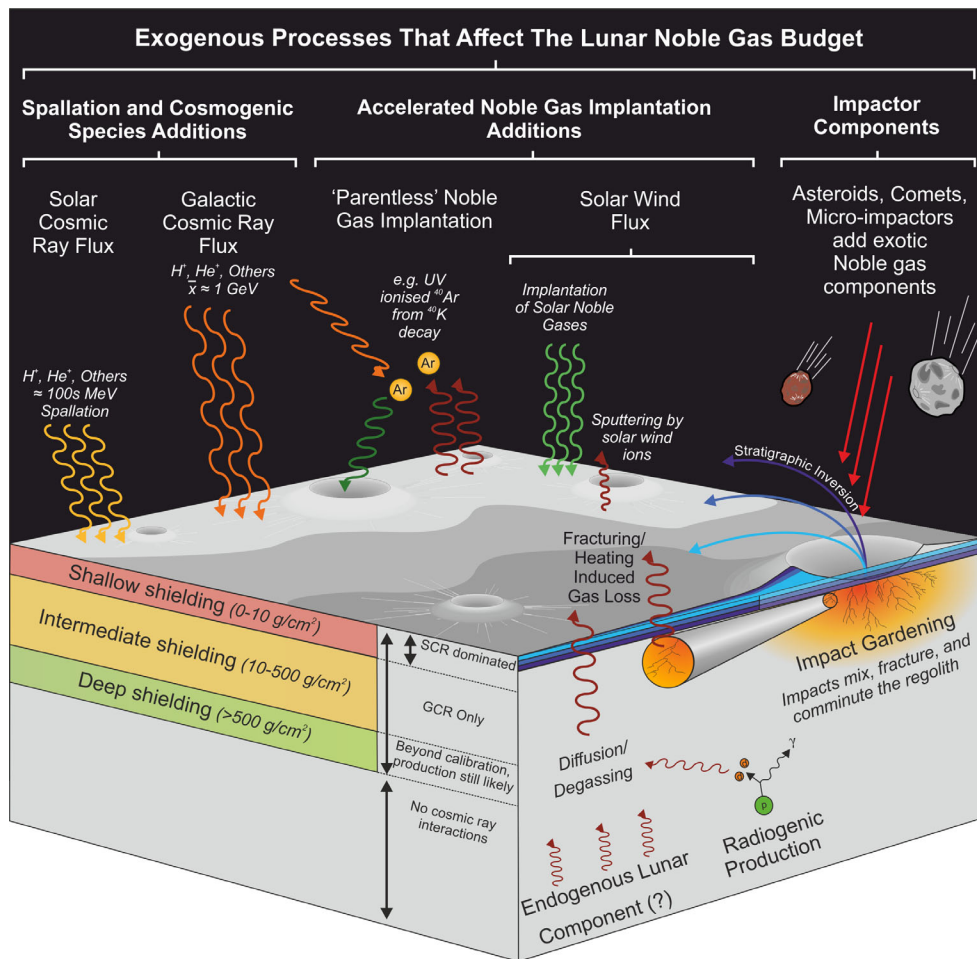 Exogenous Processes That Affect The Lunar Noble Gas Budget
Spallation and Cosmogenic
Species Additions
Accelerated Noble Gas Implantation
Additions
Impactor
Components
Solar
Cosmic
Ray Flux
Galactic
Cosmic Ray
Flux
‘Parentless’ Noble
Gas Implantation
Solar Wind
Flux
Asteroids, Comets,
Micro-impactors
add exotic
Noble gas
components
H⁺, He⁺, Others
≈ 100s MeV
Spallation
H⁺, He⁺, Others
x̄ ≈ 1 GeV
e.g. UV
ionised ⁴⁰Ar
from ⁴⁰K
decay
Ar
Ar
Implantation
of Solar Noble
Gases
Sputtering by
solar wind
ions
Stratigraphic Inversion
Fracturing/
Heating
Induced
Gas Loss
Shallow shielding (0-10 g/cm²)
Intermediate shielding (10-500 g/cm²)
Deep shielding (>500 g/cm²)
SCR dominated
GCR Only
Beyond calibration,
production still likely
No cosmic ray
interactions
Impact Gardening
Impacts mix, fracture, and
comminute the regolith
Diffusion/
Degassing
d
d
γ
p
Radiogenic
Production
Endogenous Lunar
Component (?)